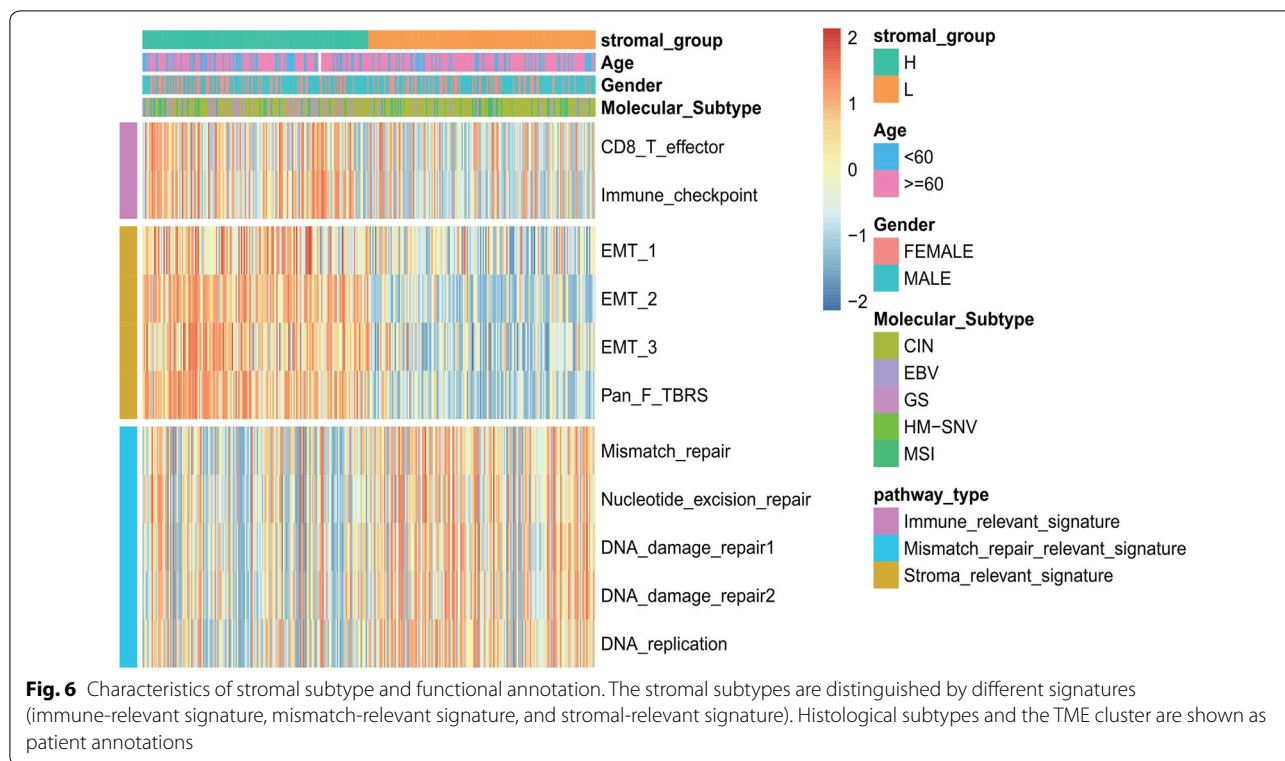 stromal_group
Age
Gender
Molecular_Subtype
CD8_T_effector
Immune_checkpoint
EMT_1
EMT_2
EMT_3
Pan_F_TBRS
Mismatch_repair
Nucleotide_excision_repair
DNA_damage_repair1
DNA_damage_repair2
DNA_replication
2
1
0
−1
−2
stromal_group
H
L
Age
<60
>=60
Gender
FEMALE
MALE
Molecular_Subtype
CIN
EBV
GS
HM−SNV
MSI
pathway_type
Immune_relevant_signature
Mismatch_repair_relevant_signature
Stroma_relevant_signature
Fig. 6 Characteristics of stromal subtype and functional annotation. The stromal subtypes are distinguished by different signatures
(immune-relevant signature, mismatch-relevant signature, and stromal-relevant signature). Histological subtypes and the TME cluster are shown as
patient annotations